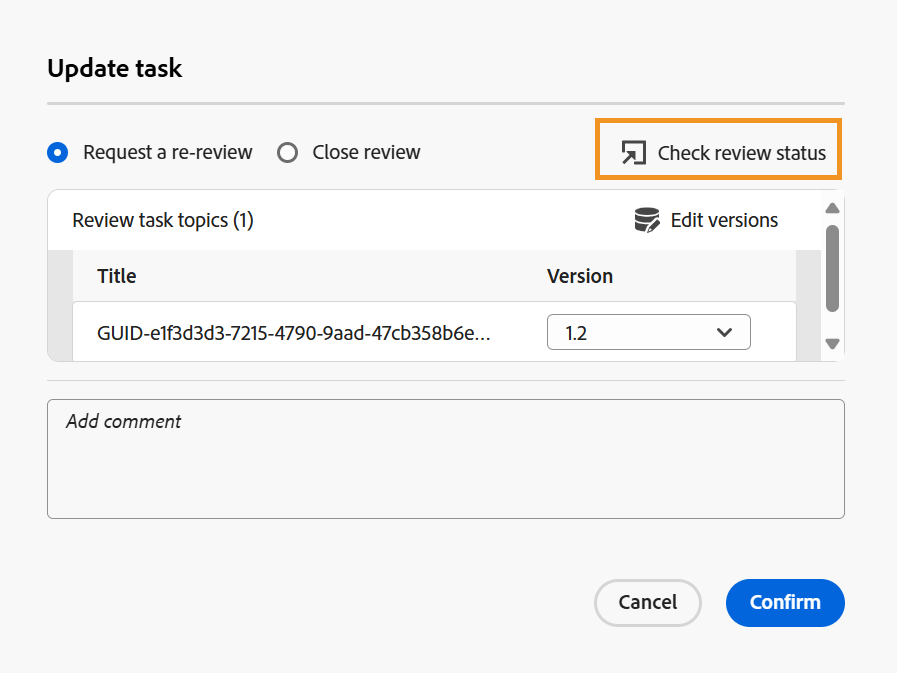 Update task
Request a re-review Close review Check review status
Review task topics (1) Edit versions
Title Version
GUID-e1f3d3d3-7215-4790-9aad-47cb358b6e... 1.2
Add comment
Cancel Confirm